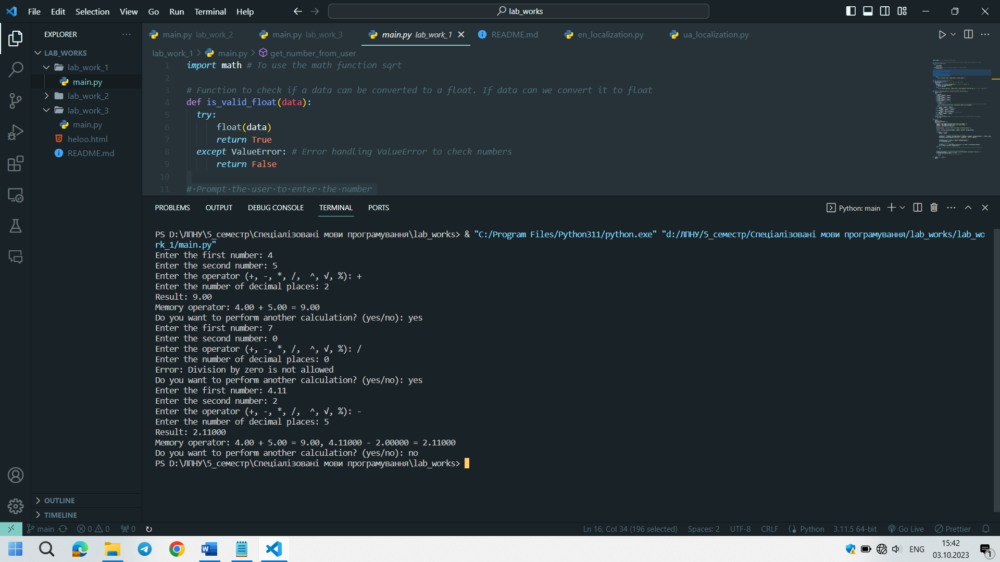 File Edit Selection View Go Run Terminal Help
lab_works
EXPLORER
LAB_WORKS
lab_work_1
main.py
lab_work_2
lab_work_3
main.py
heloo.html
README.md
OUTLINE
TIMELINE
main.py lab_work_2 main.py lab_work_3 main.py lab_work_1 README.md en_localization.py ua_localization.py
lab_work_1 > main.py > get_number_from_user
1 import math # To use the math function sqrt
2
3 # Function to check if a data can be converted to a float. If data can we convert it to float
4 def is_valid_float(data):
5 try:
6 float(data)
7 return True
8 except ValueError: # Error handling ValueError to check numbers
9 return False
10
11 #·Prompt·the·user·to·enter·the·number
PROBLEMS OUTPUT DEBUG CONSOLE TERMINAL PORTS
Python: main
PS D:\ЛПНУ\5_семестр\Спеціалізовані мови програмування\lab_works> & "C:/Program Files/Python311/python.exe" "d:/ЛПНУ/5_семестр/Спеціалізовані мови програмування/lab_works/lab_wo
rk_1/main.py"
Enter the first number: 4
Enter the second number: 5
Enter the operator (+, -, *, /,  ^, √, %): +
Enter the number of decimal places: 2
Result: 9.00
Memory operator: 4.00 + 5.00 = 9.00
Do you want to perform another calculation? (yes/no): yes
Enter the first number: 7
Enter the second number: 0
Enter the operator (+, -, *, /,  ^, √, %): /
Enter the number of decimal places: 0
Error: Division by zero is not allowed
Do you want to perform another calculation? (yes/no): yes
Enter the first number: 4.11
Enter the second number: 2
Enter the operator (+, -, *, /,  ^, √, %): -
Enter the number of decimal places: 5
Result: 2.11000
Memory operator: 4.00 + 5.00 = 9.00, 4.11000 - 2.00000 = 2.11000
Do you want to perform another calculation? (yes/no): no
PS D:\ЛПНУ\5_семестр\Спеціалізовані мови програмування\lab_works>
main 0 0 0 Ln 16, Col 34 (196 selected) Spaces: 2 UTF-8 CRLF Python 3.11.5 64-bit Go Live Prettier
ENG
15:42
03.10.2023
1